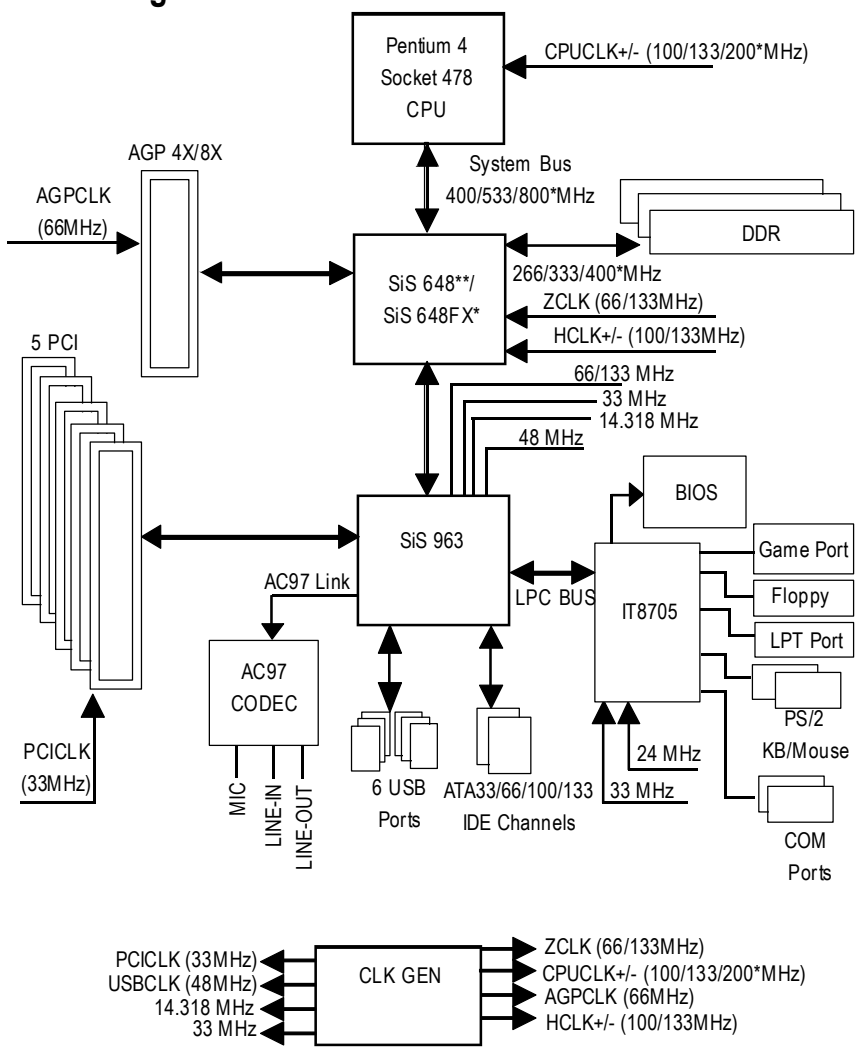 Pentium 4
Socket 478
CPU
CPUCLK+/- (100/133/200*MHz)
AGP 4X/8X
System Bus
400/533/800*MHz
AGPCLK
(66MHz)
DDR
SiS 648**/
SiS 648FX*
266/333/400*MHz
ZCLK (66/133MHz)
HCLK+/- (100/133MHz)
5 PCI
66/133 MHz
33 MHz
14.318 MHz
48 MHz
BIOS
SiS 963
Game Port
AC97 Link
LPC BUS
IT8705
Floppy
LPT Port
AC97
CODEC
PS/2
KB/Mouse
PCICLK
(33MHz)
24 MHz
33 MHz
MIC
LINE-IN
LINE-OUT
6 USB
Ports
ATA33/66/100/133
IDE Channels
COM
Ports
CLK GEN
PCICLK (33MHz)
USBCLK (48MHz)
14.318 MHz
33 MHz
ZCLK (66/133MHz)
CPUCLK+/- (100/133/200*MHz)
AGPCLK (66MHz)
HCLK+/- (100/133MHz)